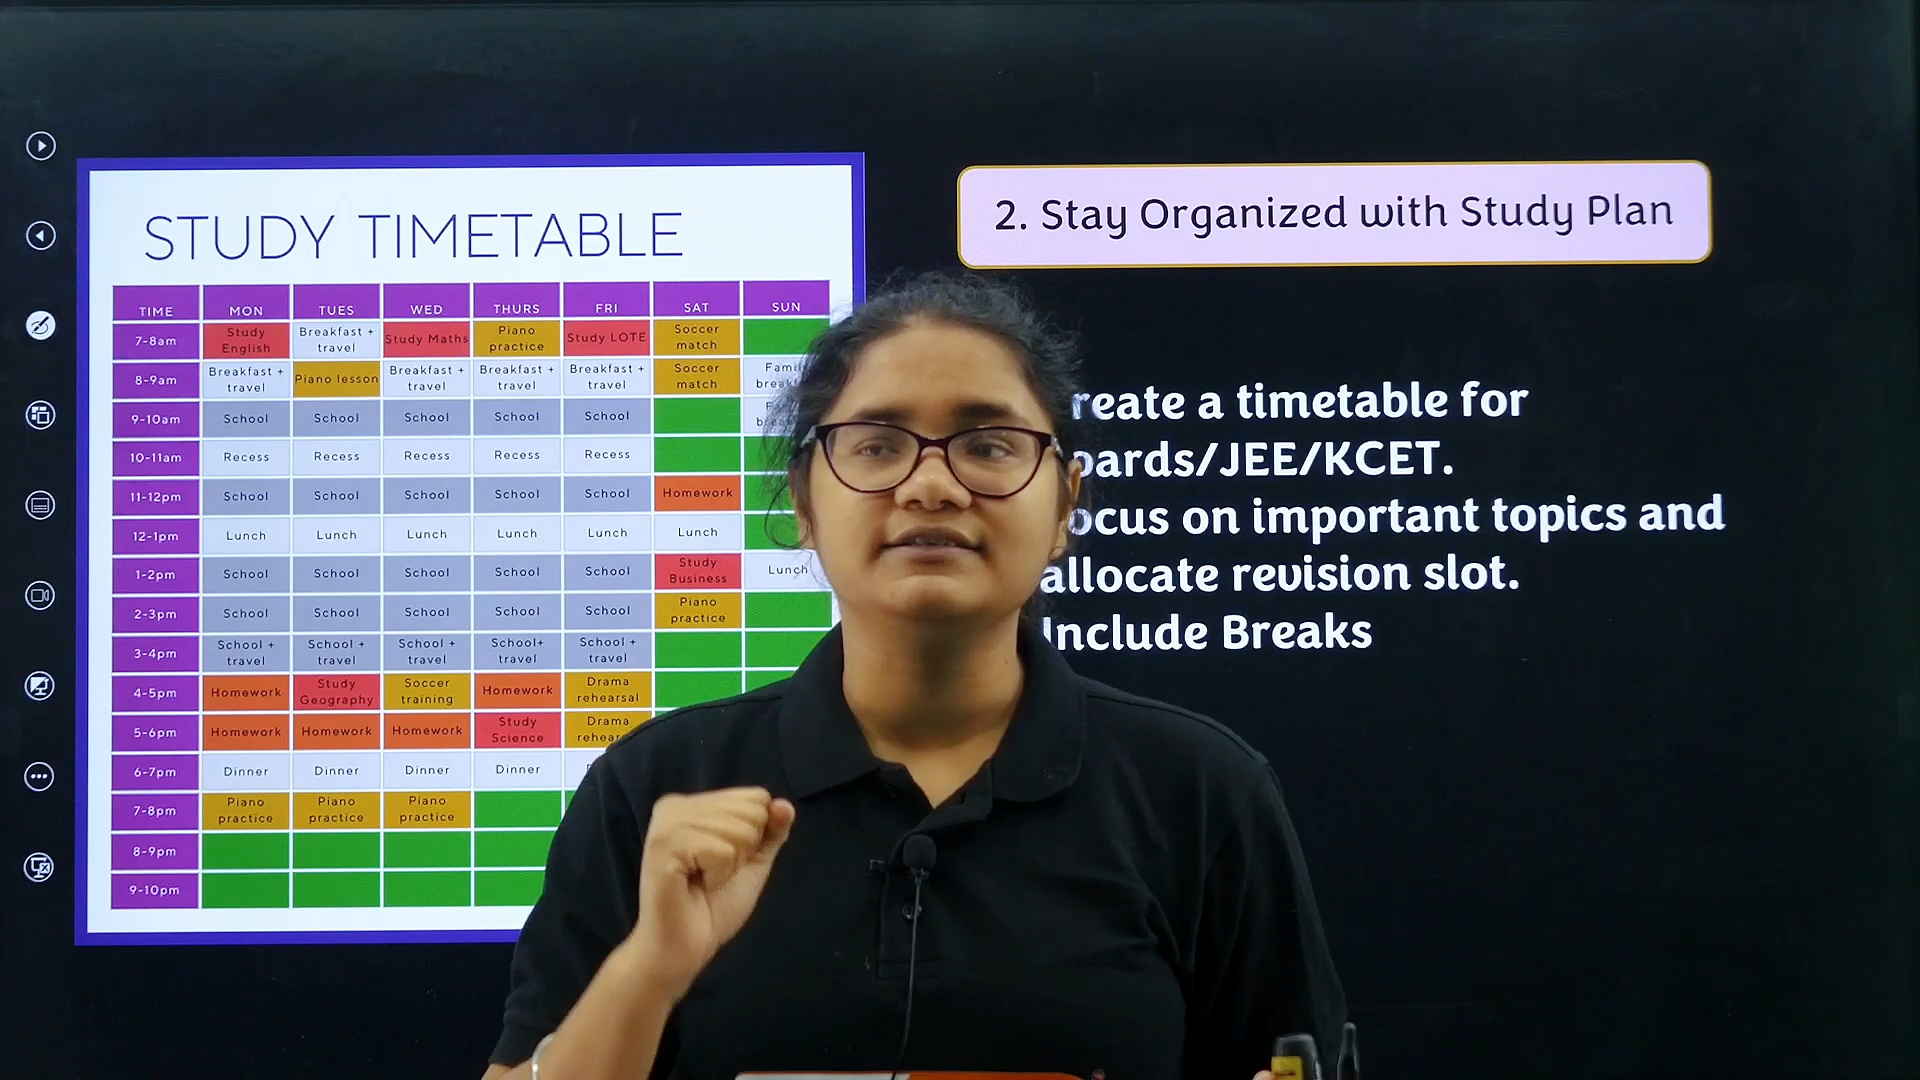 STUDY TIMETABLE
TIME MON TUES WED THURS FRI SAT SUN
7-8am Study English Breakfast + travel Study Maths Piano practice Study LOTE Soccer match
8-9am Breakfast + travel Piano lesson Breakfast + travel Breakfast + travel Breakfast + travel Soccer match
9-10am School School School School School
10-11am Recess Recess Recess Recess Recess
11-12pm School School School School School Homework
12-1pm Lunch Lunch Lunch Lunch Lunch Lunch
1-2pm School School School School School Study Business Lunch
2-3pm School School School School School Piano practice
3-4pm School + travel School + travel School + travel School+ travel School + travel
4-5pm Homework Study Geography Soccer training Homework Drama rehearsal
5-6pm Homework Homework Homework Study Science Drama
6-7pm Dinner Dinner Dinner Dinner
7-8pm Piano practice Piano practice Piano practice
8-9pm
9-10pm
2. Stay Organized with Study Plan
reate a timetable for
oards/JEE/KCET.
ocus on important topics and
allocate revision slot.
Include Breaks